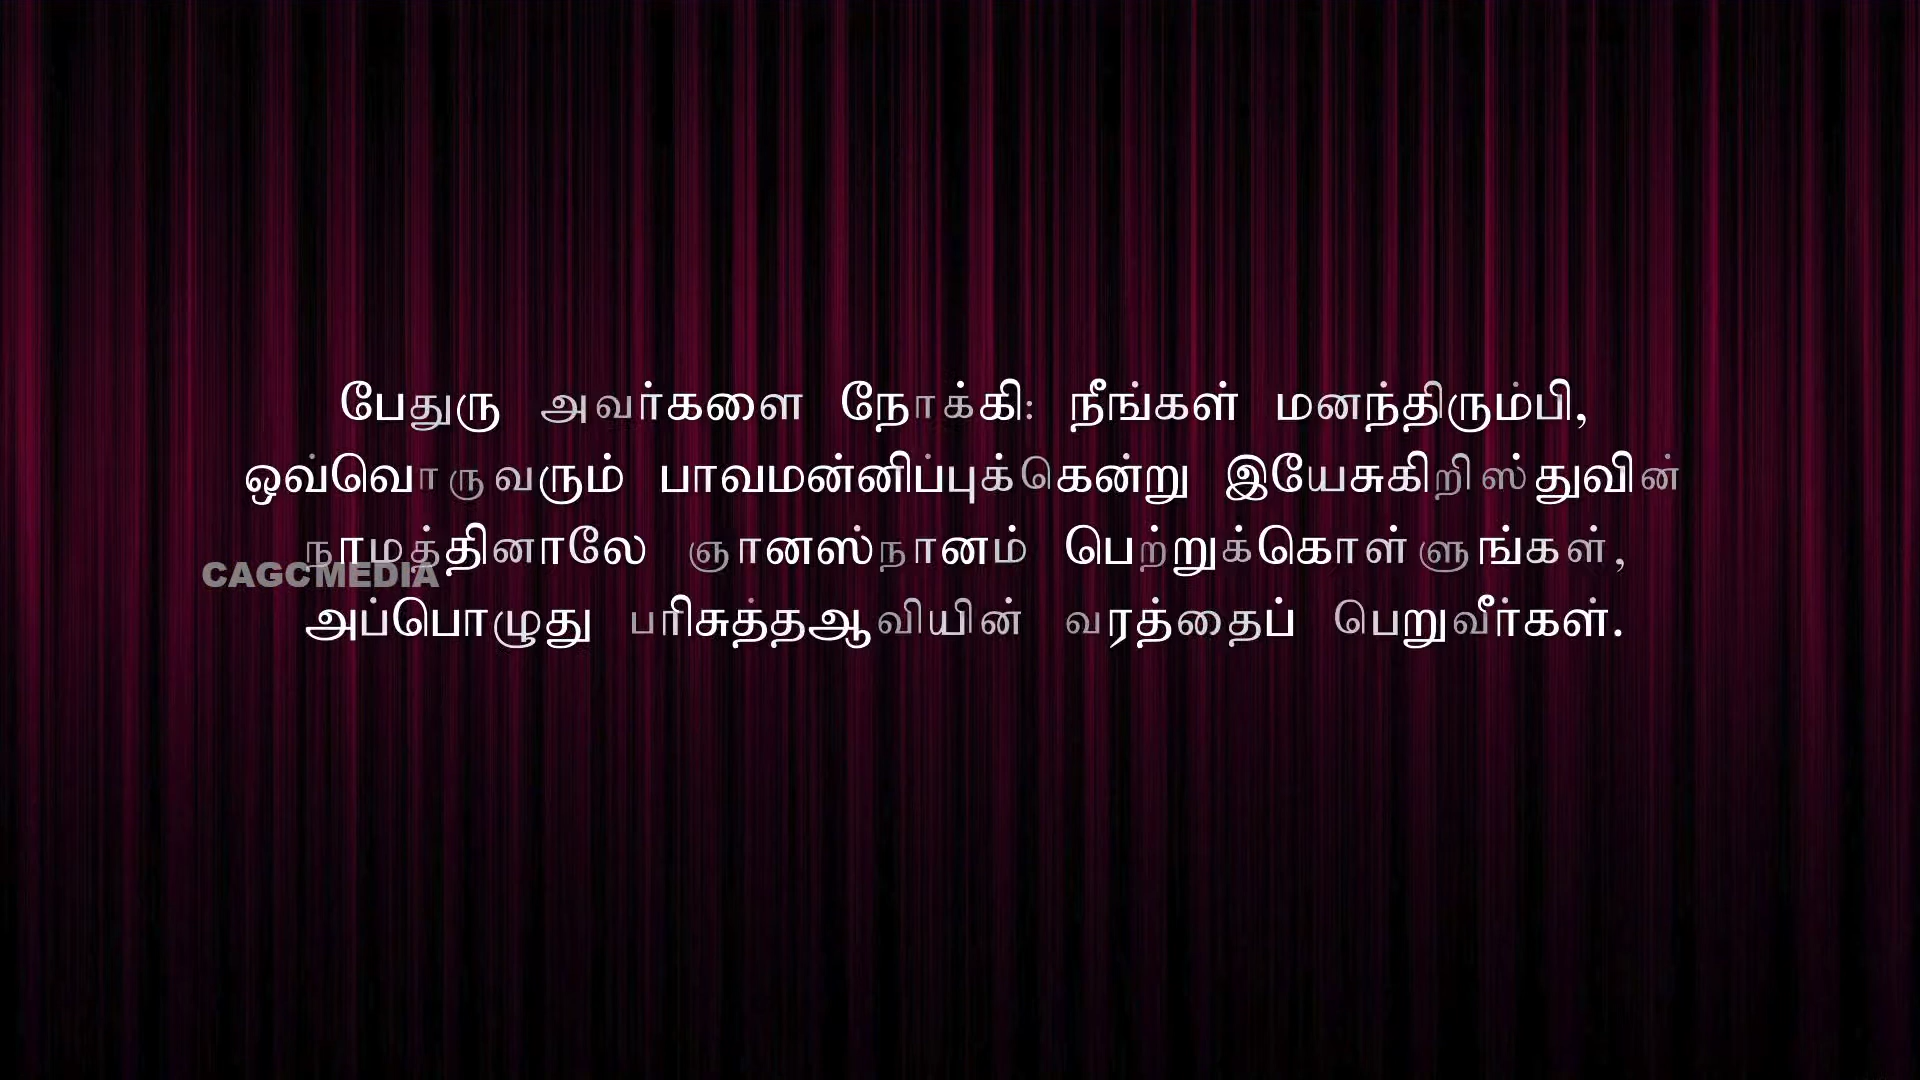 பேதுரு அவர்களை நோக்கி: நீங்கள் மனந்திரும்பி,
ஒவ்வொருவரும் பாவமன்னிப்புக்கென்று இயேசுகிறிஸ்துவின்
நாமத்தினாலே ஞானஸ்நானம் பெற்றுக்கொள்ளுங்கள்,
CAGCMEDIA
அப்பொழுது பரிசுத்தஆவியின் வரத்தைப் பெறுவீர்கள்.